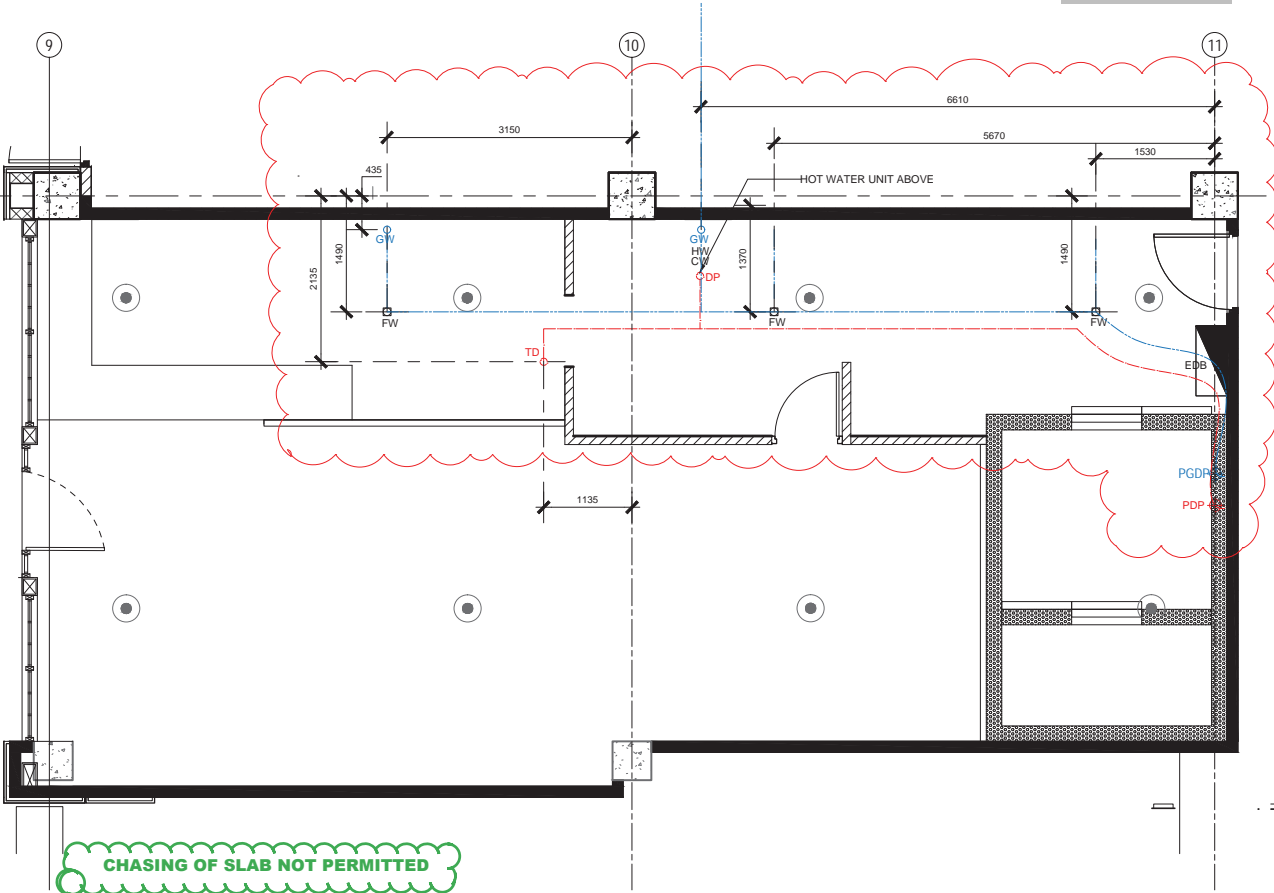 9
10
11
6610
3150
5670
435
1530
HOT WATER UNIT ABOVE
GW
GW
HW
CW
DP
1490
2135
1370
1490
FW
FW
FW
TD
EDB
PGDP
PDP
1135
CHASING OF SLAB NOT PERMITTED